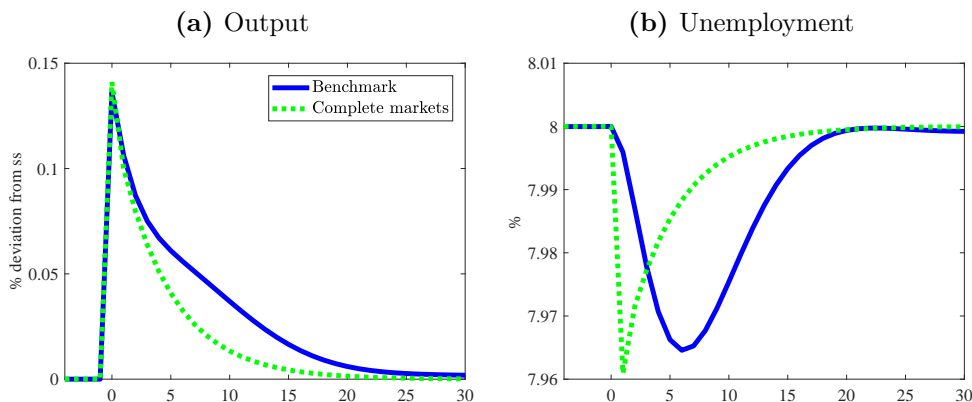 (a) Output
0.15
0.1
0.05
0
% deviation from ss
Benchmark
Complete markets
0 5 10 15 20 25 30
(b) Unemployment
8.01
8
7.99
7.98
7.97
7.96
%
0 5 10 15 20 25 30